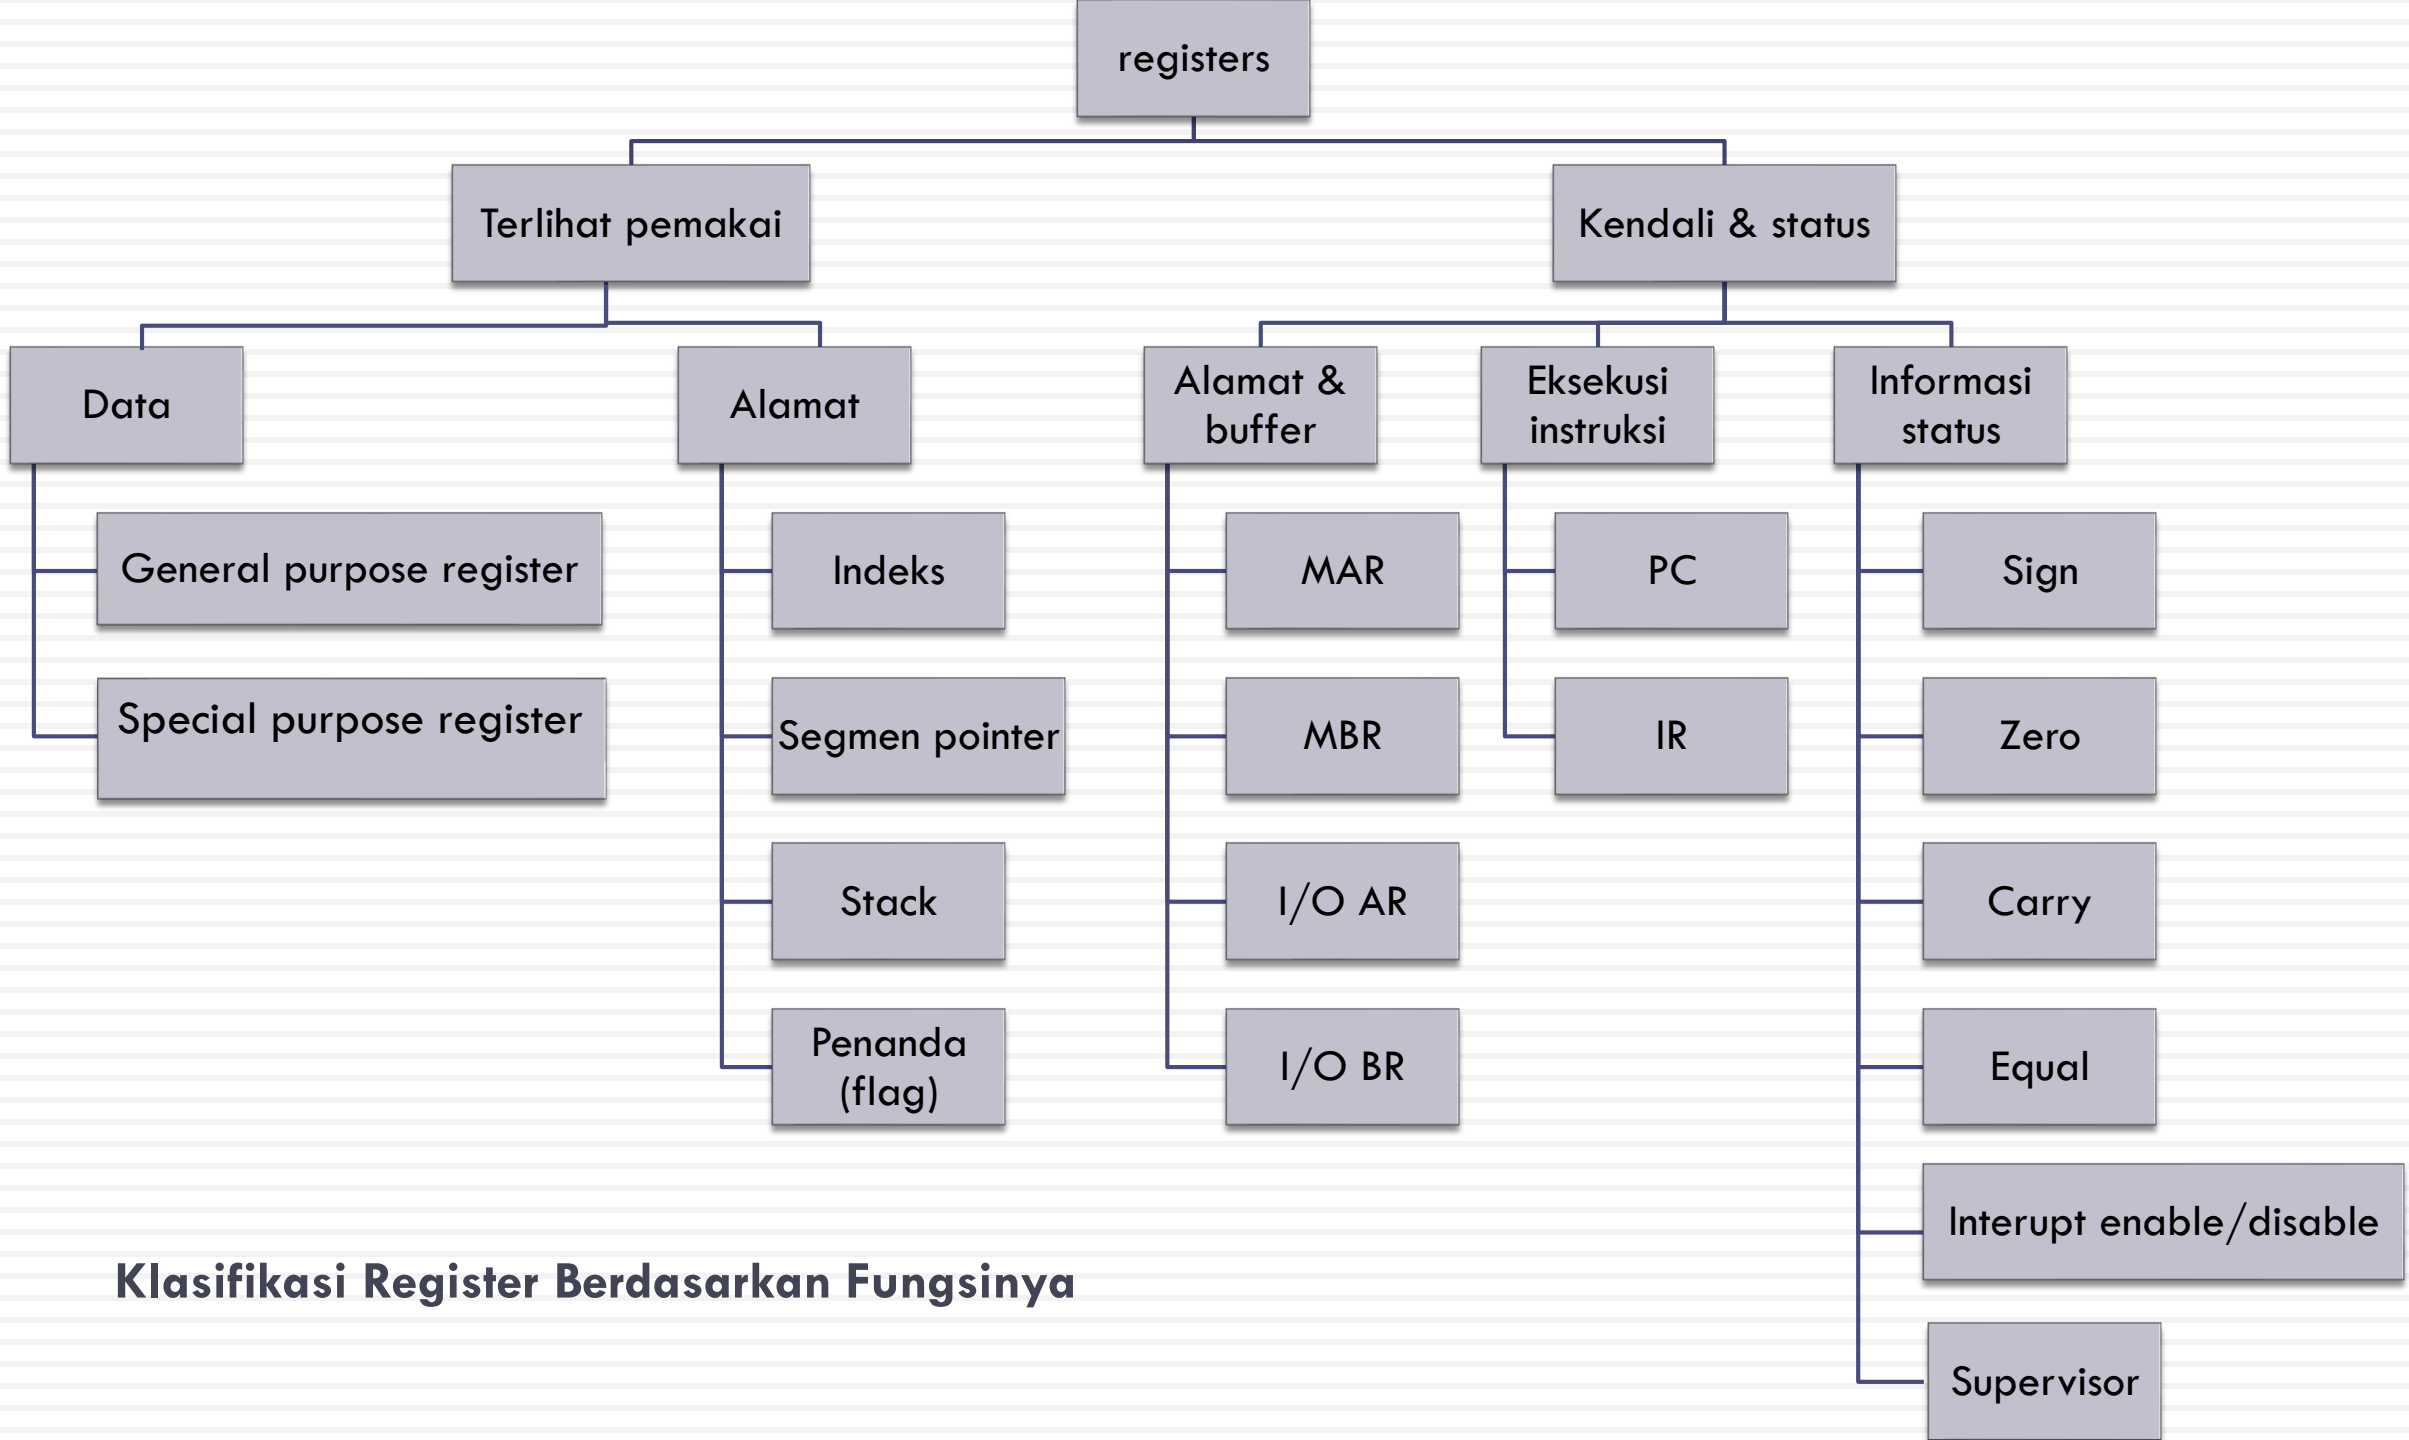 registers
Terlihat pemakai
Kendali & status
Data
Alamat
Alamat &
buffer
Eksekusi
instruksi
Informasi
status
General purpose register
Special purpose register
Indeks
Segmen pointer
Stack
Penanda
(flag)
MAR
MBR
I/O AR
I/O BR
PC
IR
Sign
Zero
Carry
Equal
Interupt enable/disable
Supervisor
Klasifikasi Register Berdasarkan Fungsinya